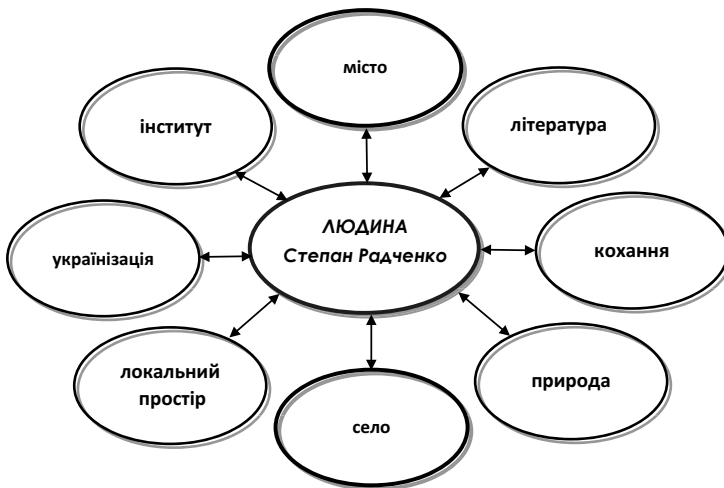 місто
інститут
література
ЛЮДИНА
Степан Радченко
українізація
кохання
локальний
простір
природа
село